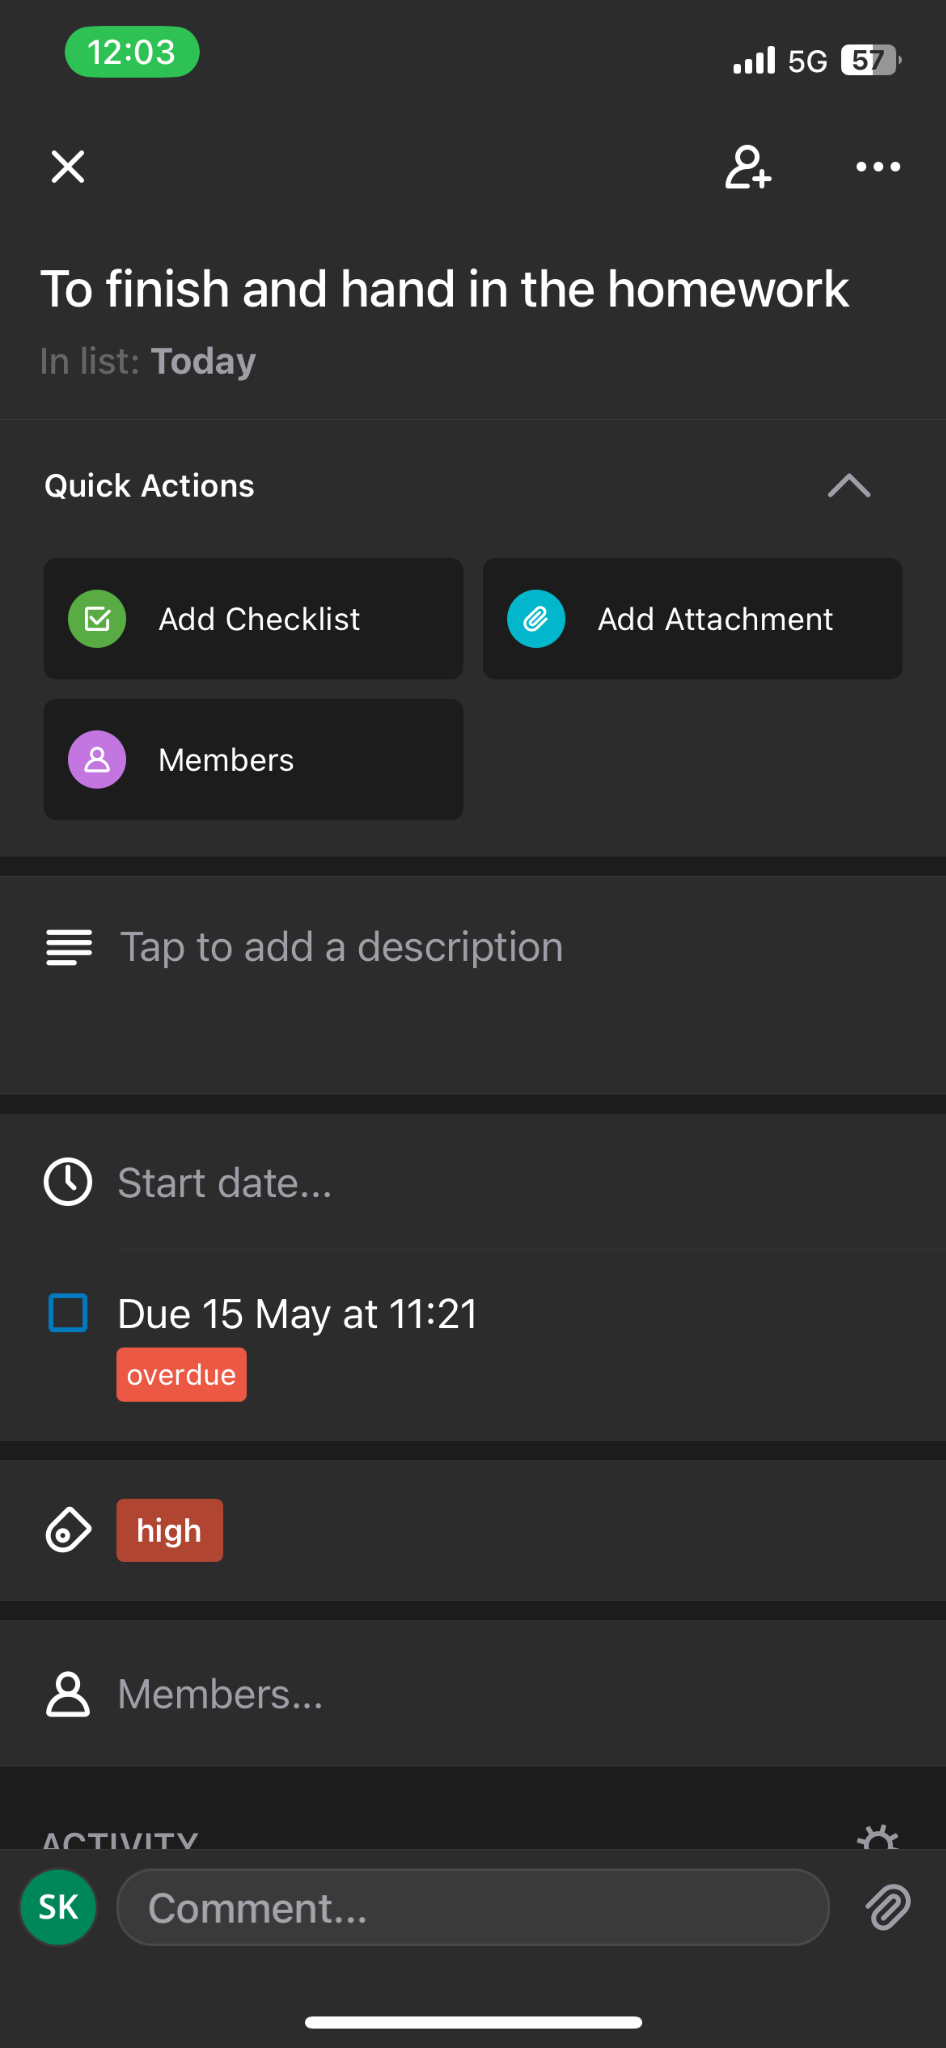 12:03
5G 57
To finish and hand in the homework
In list: Today
Quick Actions
Add Checklist
Add Attachment
Members
Tap to add a description
Start date...
Due 15 May at 11:21
overdue
high
Members...
ACTIVITY
SK
Comment...